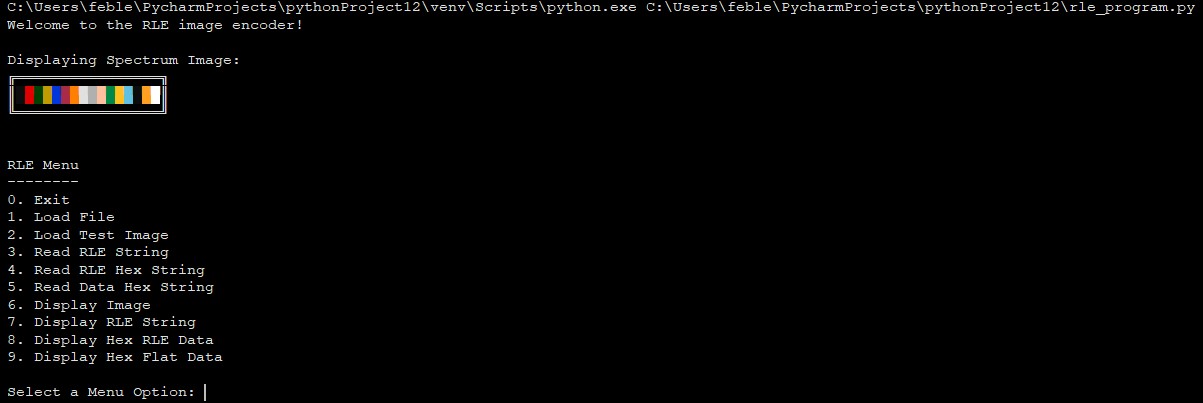 C:\Users\feble\PycharmProjects\pythonProject12\venv\Scripts\python.exe C:\Users\feble\PycharmProjects\pythonProject12\rle_program.py
Welcome to the RLE image encoder!
Displaying Spectrum Image:
RLE Menu
--------
0. Exit
1. Load File
2. Load Test Image
3. Read RLE String
4. Read RLE Hex String
5. Read Data Hex String
6. Display Image
7. Display RLE String
8. Display Hex RLE Data
9. Display Hex Flat Data
Select a Menu Option: